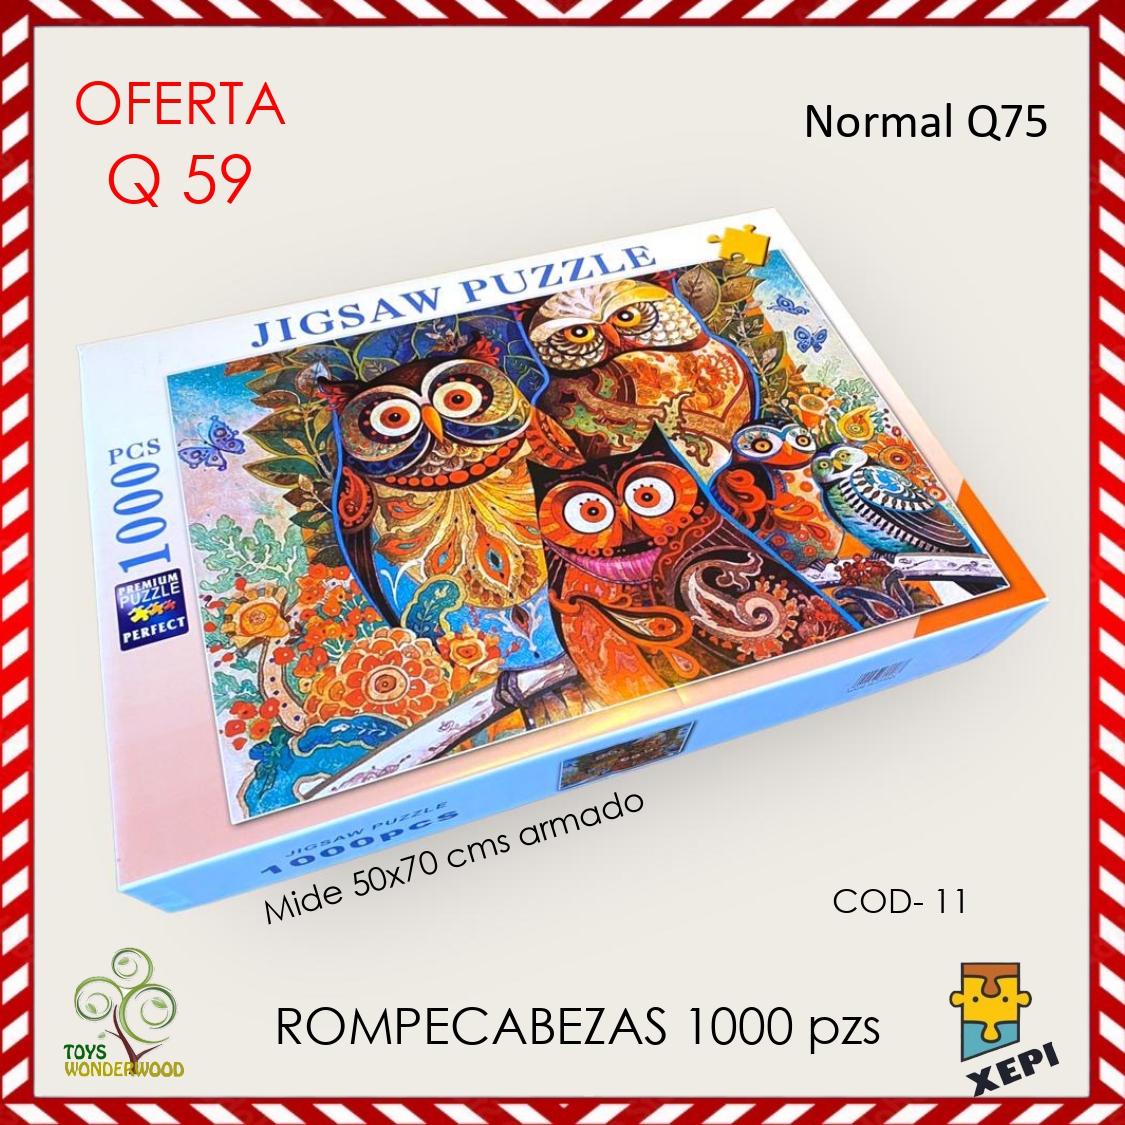 OFERTA
Q 59
Normal Q75
JIGSAW PUZZLE
1000 PCS
PREMIUM
PUZZLE
PERFECT
JIGSAW PUZZLE
1000pcs
Mide 50x70 cms armado
COD- 11
TOYS
WONDERWOOD
ROMPECABEZAS 1000 pzs
XEPI